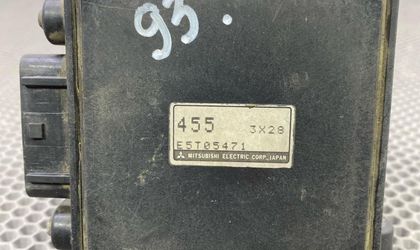 93.
455 3X28
E5T05471
MITSUBISHI ELECTRIC CORP., JAPAN